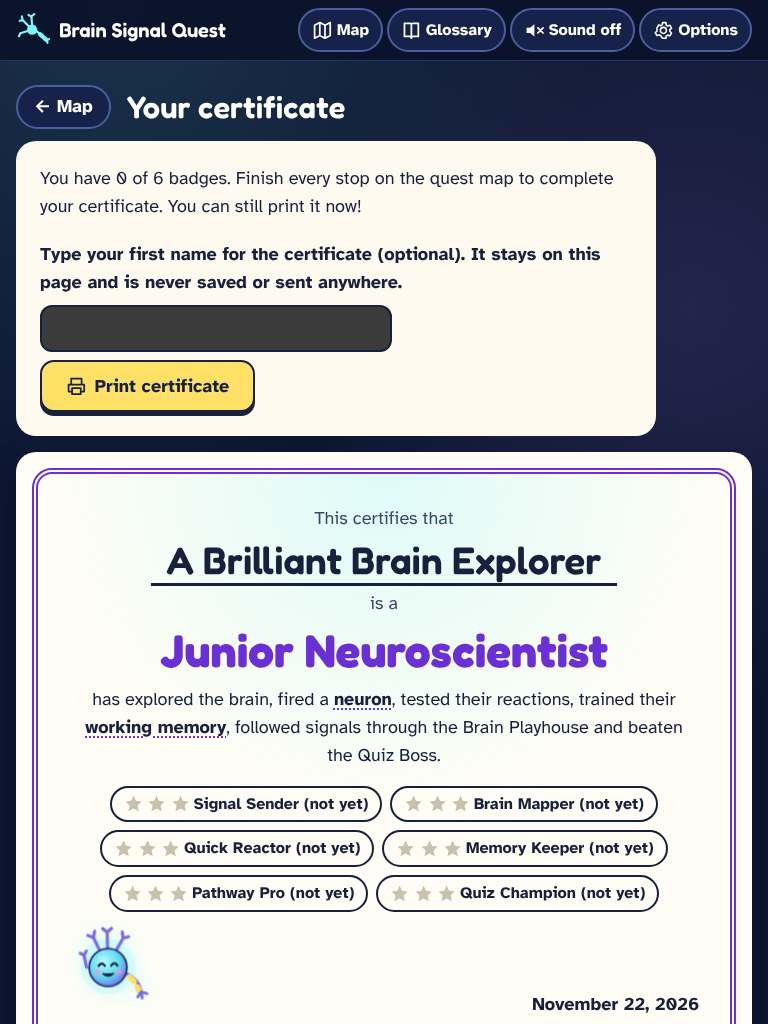 Brain Signal Quest
Map
Glossary
Sound off
Options
Map
Your certificate
You have 0 of 6 badges. Finish every stop on the quest map to complete
your certificate. You can still print it now!
Type your first name for the certificate (optional). It stays on this
page and is never saved or sent anywhere.
Print certificate
This certifies that
A Brilliant Brain Explorer
is a
Junior Neuroscientist
has explored the brain, fired a neuron, tested their reactions, trained their
working memory, followed signals through the Brain Playhouse and beaten
the Quiz Boss.
Signal Sender (not yet)
Brain Mapper (not yet)
Quick Reactor (not yet)
Memory Keeper (not yet)
Pathway Pro (not yet)
Quiz Champion (not yet)
November 22, 2026